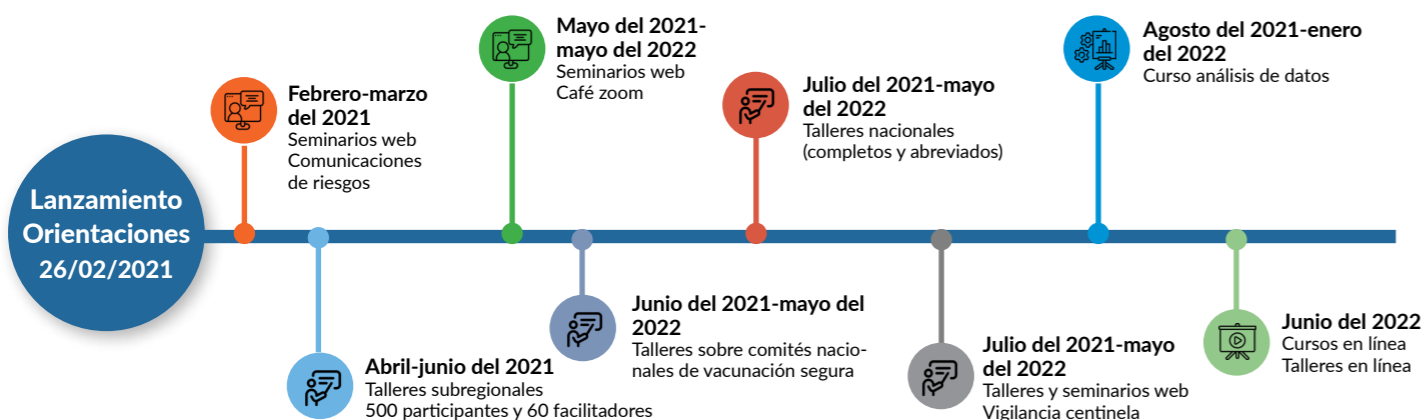 Lanzamiento
Orientaciones
26/02/2021
Febrero-marzo
del 2021
Seminarios web
Comunicaciones
de riesgos
Abril-junio del 2021
Talleres subregionales
500 participantes y 60 facilitadores
Mayo del 2021-
mayo del 2022
Seminarios web
Café zoom
Junio del 2021-mayo del
2022
Talleres sobre comités nacio-
nales de vacunación segura
Julio del 2021-mayo
del 2022
Talleres nacionales
(completos y abreviados)
Julio del 2021-mayo
del 2022
Talleres y seminarios web
Vigilancia centinela
Agosto del 2021-enero
del 2022
Curso análisis de datos
Junio del 2022
Cursos en línea
Talleres en línea